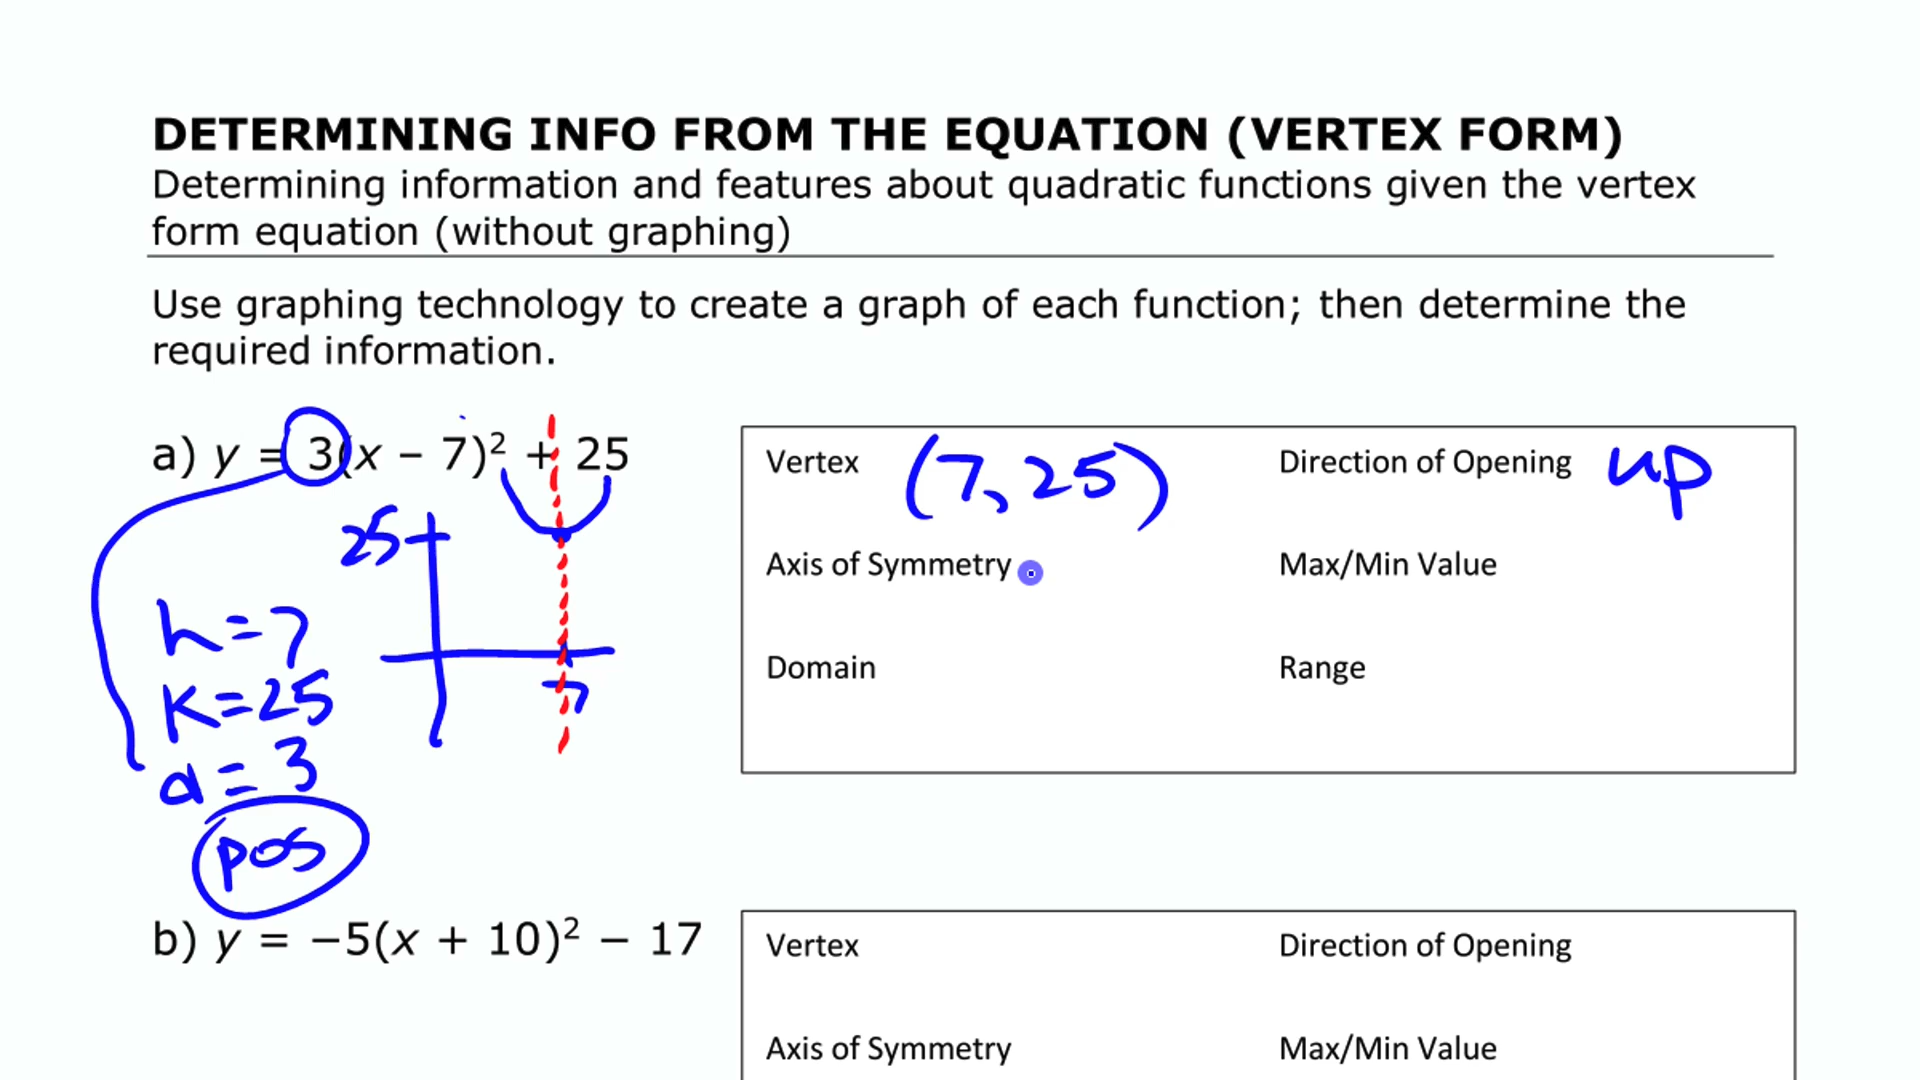 DETERMINING INFO FROM THE EQUATION (VERTEX FORM)
Determining information and features about quadratic functions given the vertex
form equation (without graphing)
Use graphing technology to create a graph of each function; then determine the
required information.
a) y = 3(x – 7)² + 25
25
7
h=7
K=25
a=3
pos
Vertex (7,25) Direction of Opening up
Axis of Symmetry Max/Min Value
Domain Range
b) y = −5(x + 10)² − 17
Vertex Direction of Opening
Axis of Symmetry Max/Min Value